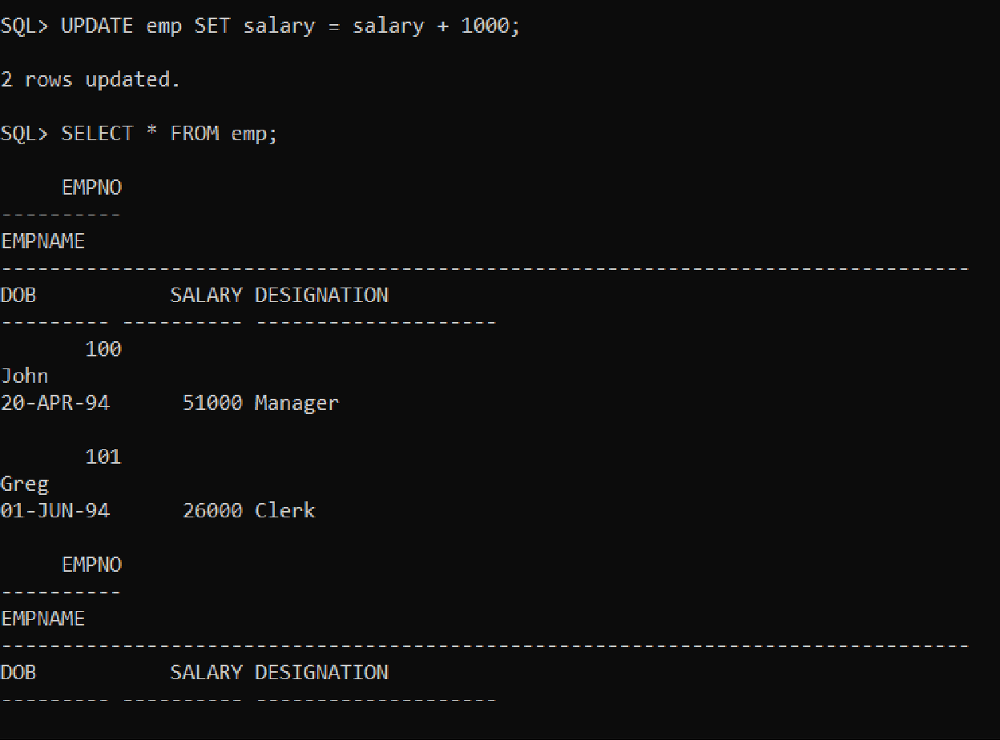 SQL> UPDATE emp SET salary = salary + 1000;
2 rows updated.
SQL> SELECT * FROM emp;
     EMPNO
----------
EMPNAME
--------------------------------------------------------------------------------
DOB           SALARY DESIGNATION
--------- ---------- --------------------
       100
John
20-APR-94      51000 Manager
       101
Greg
01-JUN-94      26000 Clerk
     EMPNO
----------
EMPNAME
--------------------------------------------------------------------------------
DOB           SALARY DESIGNATION
--------- ---------- --------------------